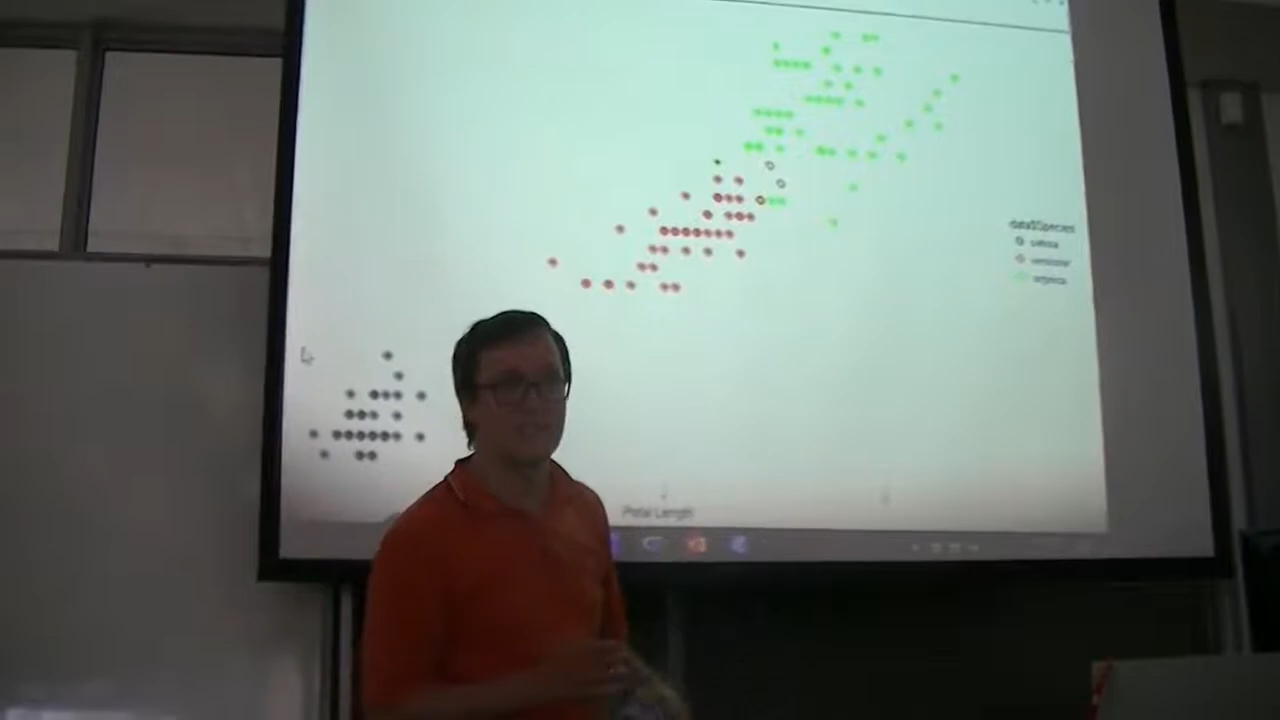 data$Species
setosa
versicolor
virginica
Petal Length